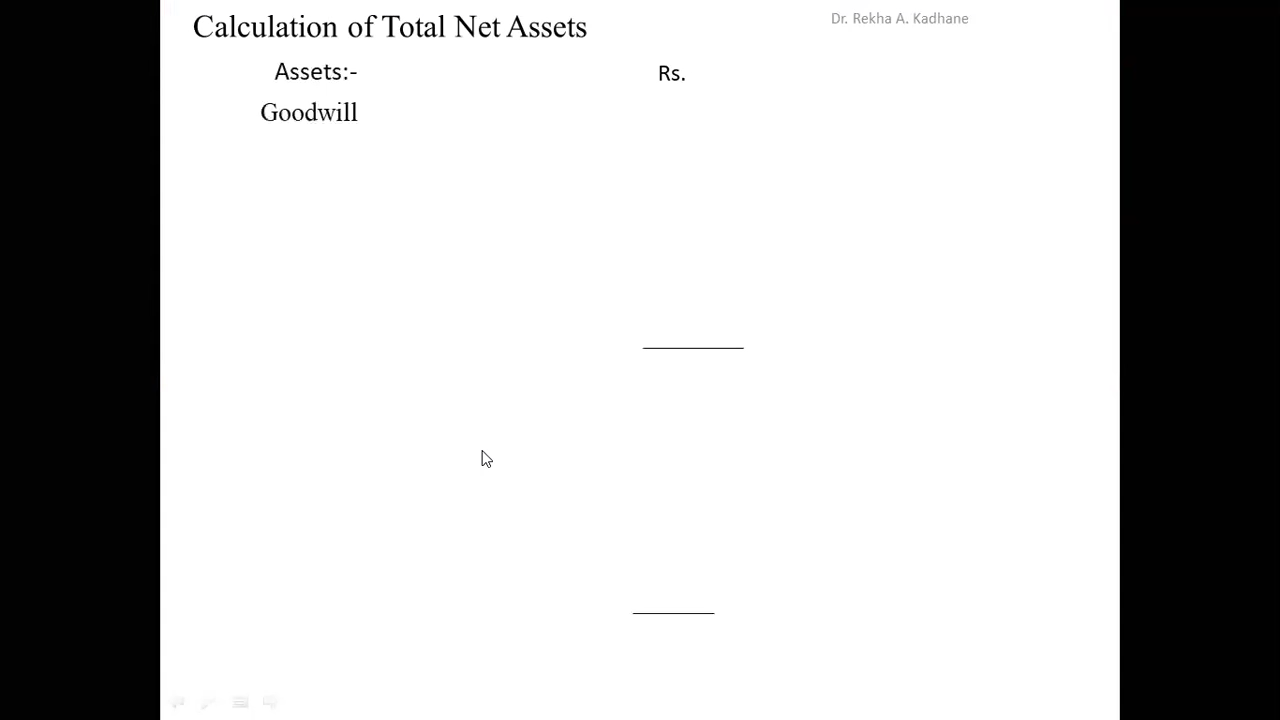 Calculation of Total Net Assets
Dr. Rekha A. Kadhane
Assets:-
Rs.
Goodwill